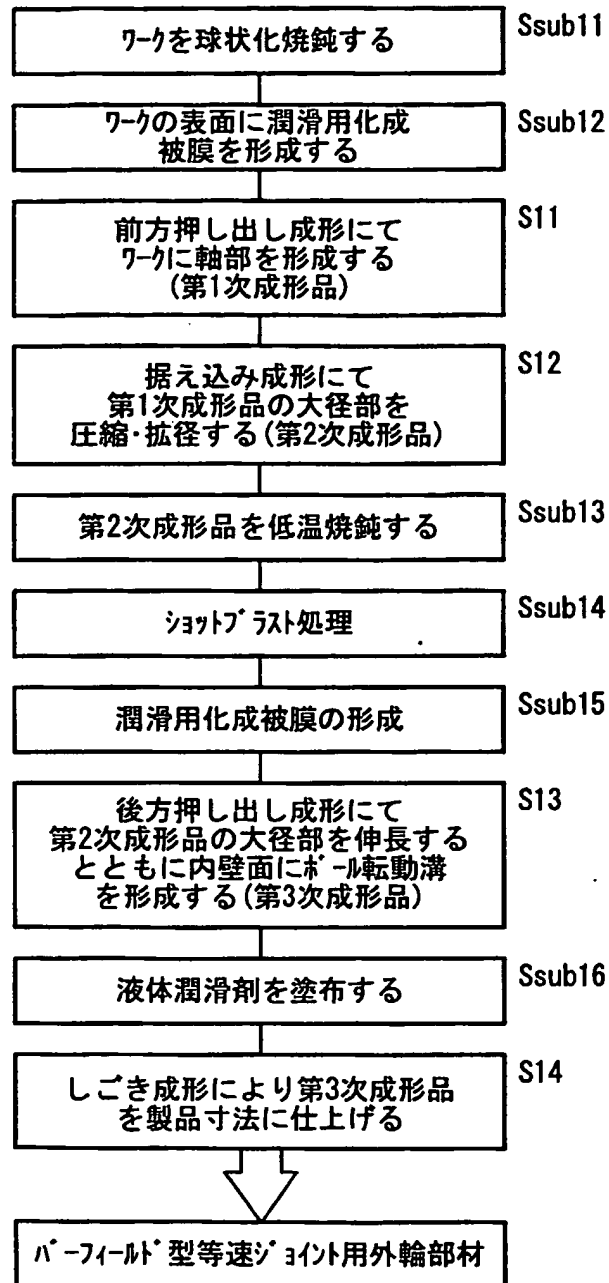 ﾜｰｸを球状化焼鈍する
Ssub11
ﾜｰｸの表面に潤滑用化成
被膜を形成する
Ssub12
前方押し出し成形にて
ﾜｰｸに軸部を形成する
(第1次成形品)
S11
据え込み成形にて
第1次成形品の大径部を
圧縮・拡径する(第2次成形品)
S12
第2次成形品を低温焼鈍する
Ssub13
ｼｮｯﾄﾌﾞﾗｽﾄ処理
Ssub14
潤滑用化成被膜の形成
Ssub15
後方押し出し成形にて
第2次成形品の大径部を伸長する
とともに内壁面にﾎﾞｰﾙ転動溝
を形成する(第3次成形品)
S13
液体潤滑剤を塗布する
Ssub16
しごき成形により第3次成形品
を製品寸法に仕上げる
S14
ﾊﾞｰﾌｨｰﾙﾄﾞ型等速ｼﾞｮｲﾝﾄ用外輪部材